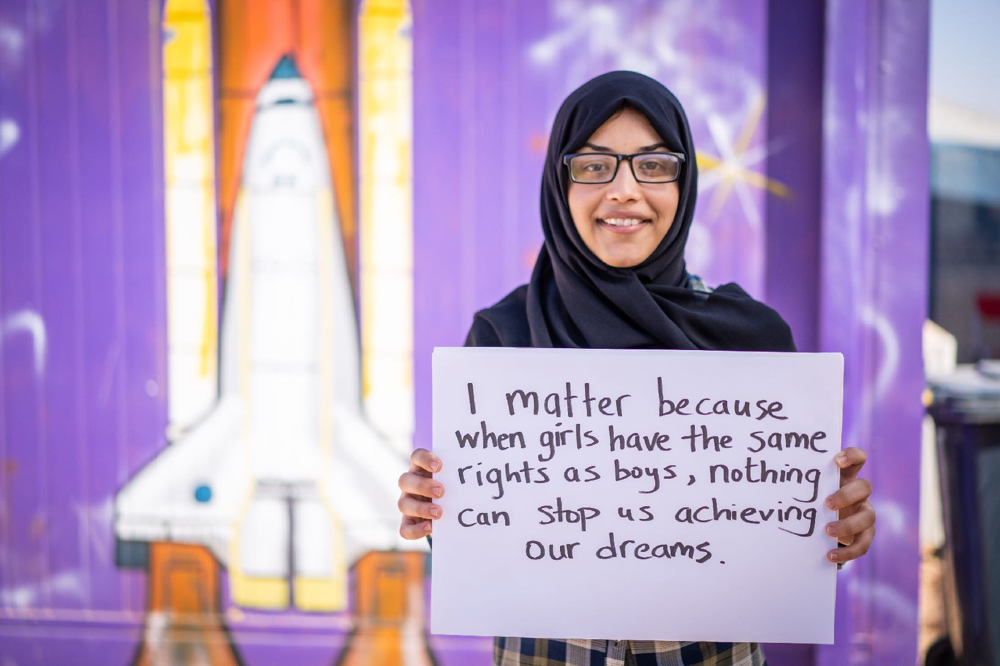 I matter because
when girls have the same
rights as boys, nothing
can stop us achieving
our dreams.